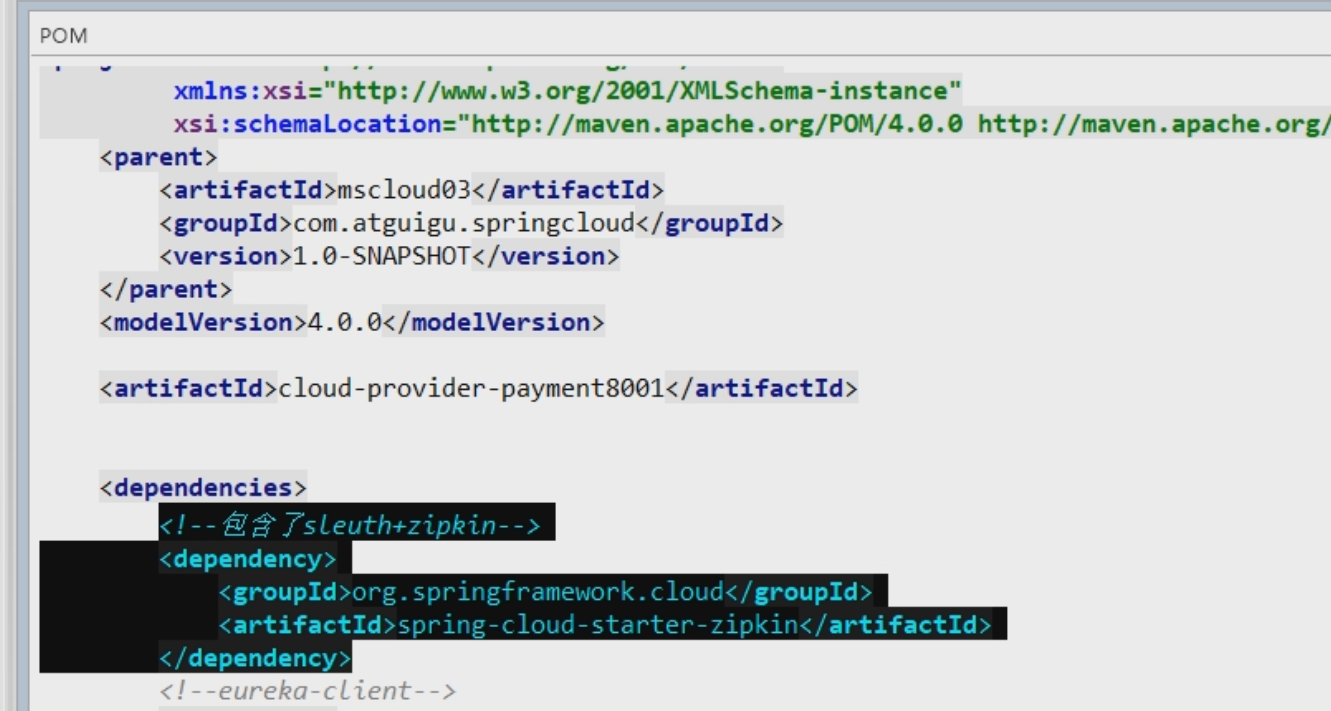 POM
xmlns:xsi="http://www.w3.org/2001/XMLSchema-instance"
xsi:schemaLocation="http://maven.apache.org/POM/4.0.0 http://maven.apache.org/
<parent>
<artifactId>mscloud03</artifactId>
<groupId>com.atguigu.springcloud</groupId>
<version>1.0-SNAPSHOT</version>
</parent>
<modelVersion>4.0.0</modelVersion>
<artifactId>cloud-provider-payment8001</artifactId>
<dependencies>
<!--包含了sleuth+zipkin-->
<dependency>
<groupId>org.springframework.cloud</groupId>
<artifactId>spring-cloud-starter-zipkin</artifactId>
</dependency>
<!--eureka-client-->